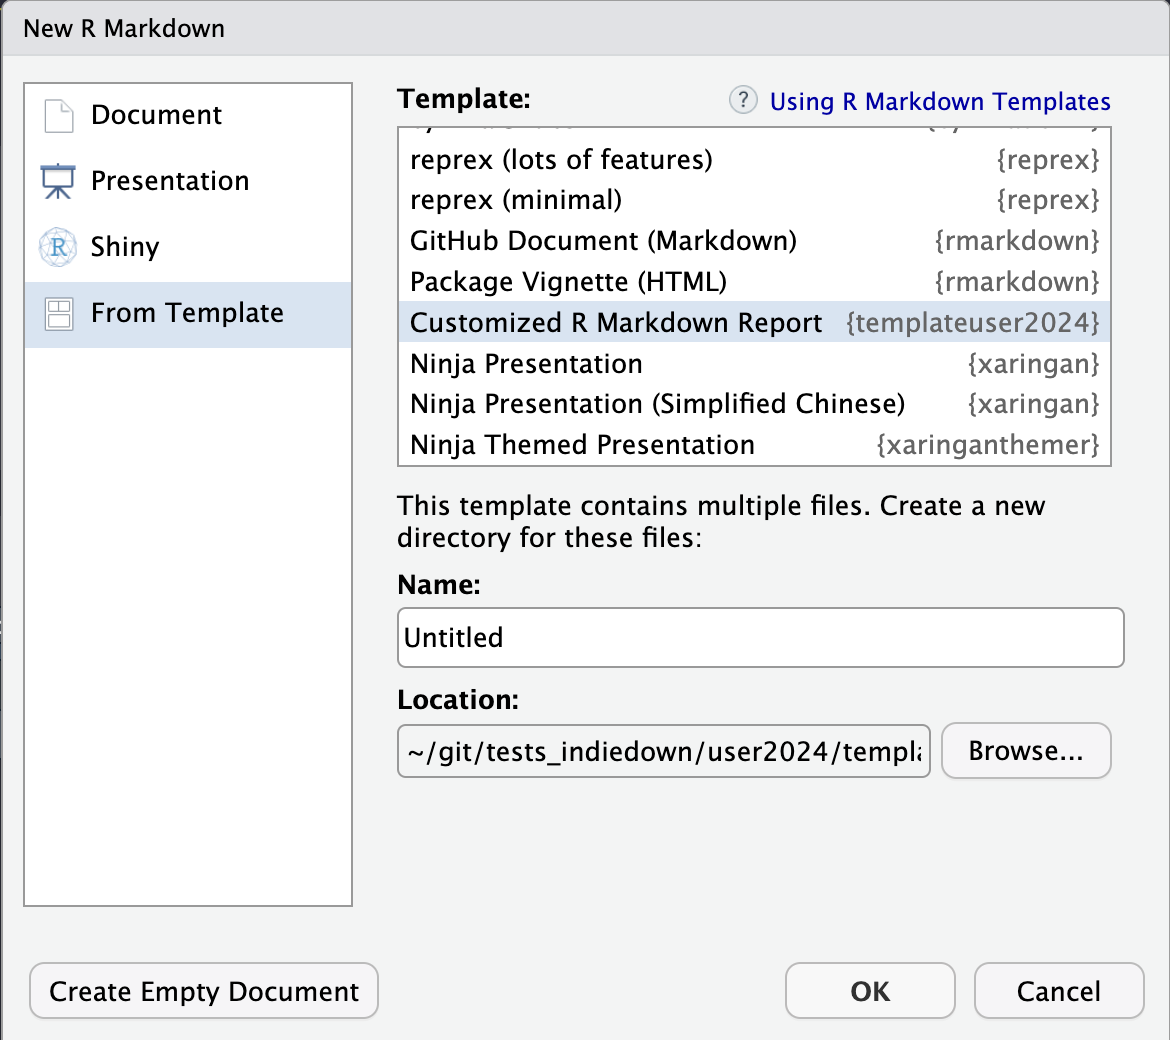 New R Markdown
Document
Presentation
Shiny
From Template
Template:
? Using R Markdown Templates
reprex (lots of features) {reprex}
reprex (minimal) {reprex}
GitHub Document (Markdown) {rmarkdown}
Package Vignette (HTML) {rmarkdown}
Customized R Markdown Report {templateuser2024}
Ninja Presentation {xaringan}
Ninja Presentation (Simplified Chinese) {xaringan}
Ninja Themed Presentation {xaringanthemer}
This template contains multiple files. Create a new
directory for these files:
Name:
Untitled
Location:
~/git/tests_indiedown/user2024/templ
Browse...
Create Empty Document
OK
Cancel